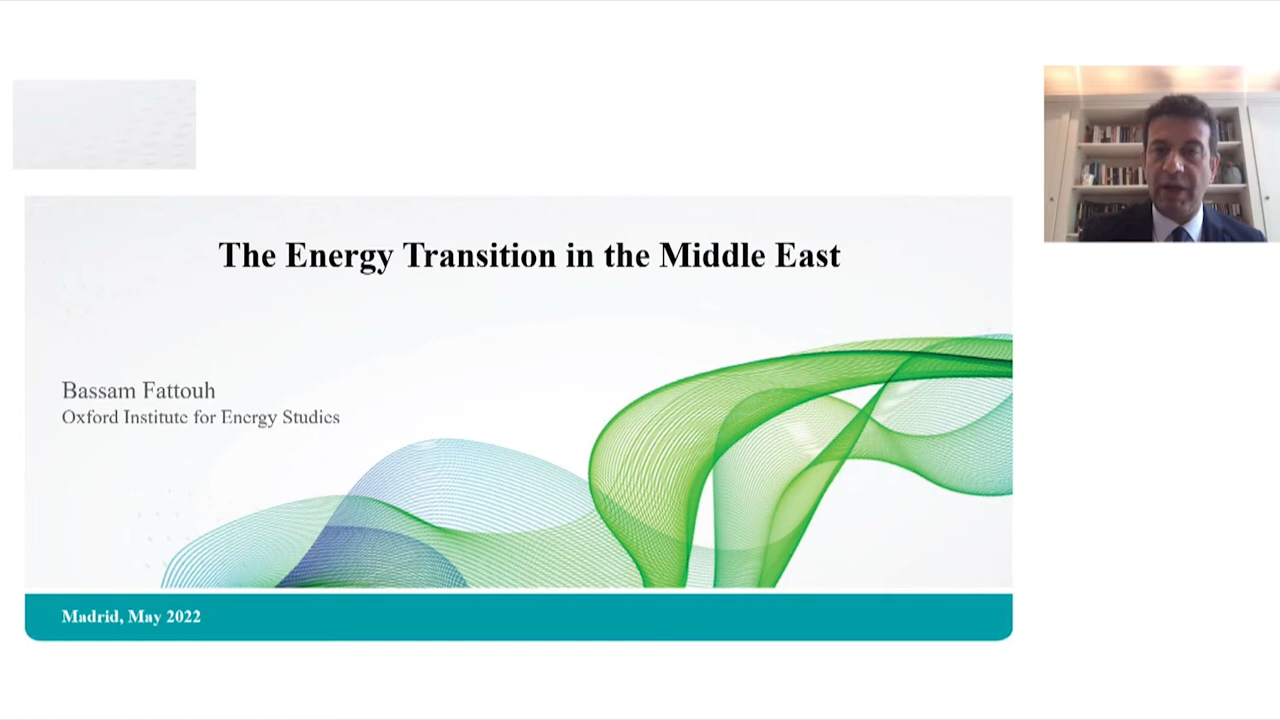 The Energy Transition in the Middle East
Bassam Fattouh
Oxford Institute for Energy Studies
Madrid, May 2022